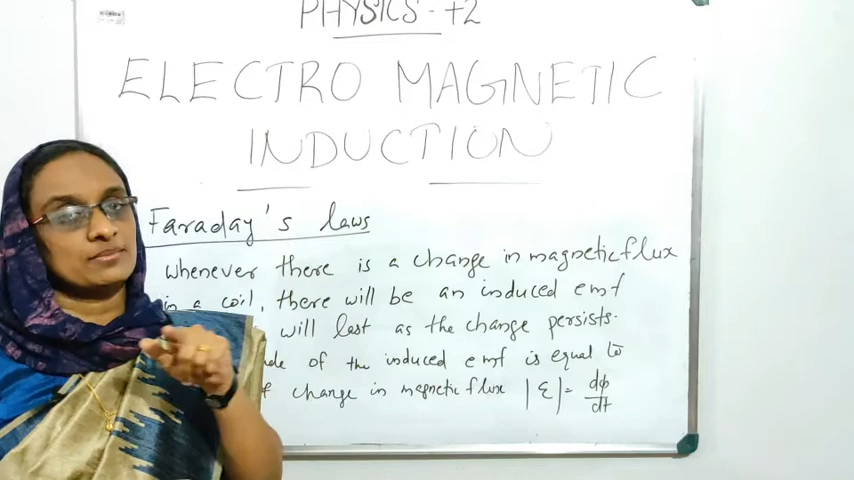 PHYSICS - +2
ELECTRO MAGNETIC
INDUCTION
Faraday's laws
whenever there is a change in magnetic flux
in a coil, there will be an induced emf
will last as the change persists.
of the induced emf is equal to
change in magnetic flux |ε| = dφ/dt